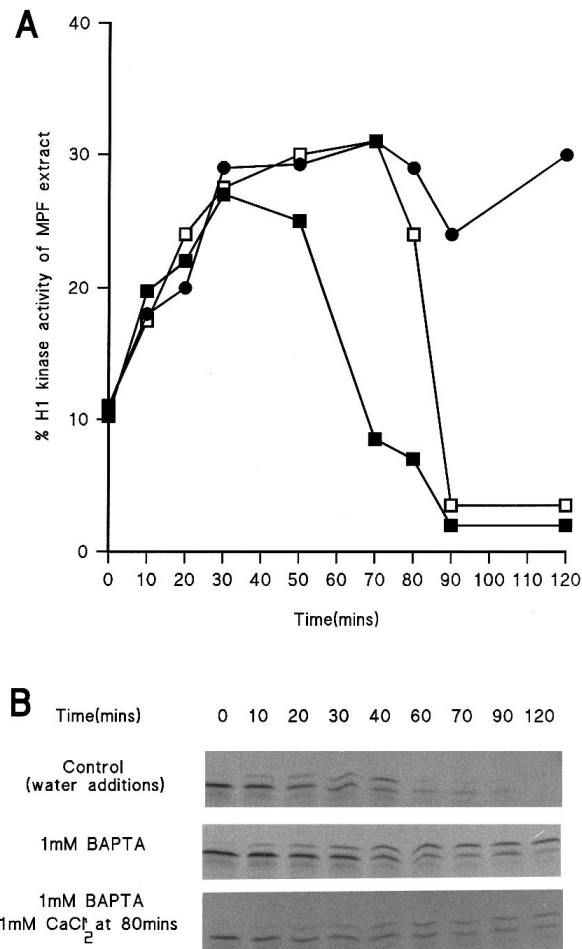 A
40
30
20
10
0
% H1 kinase activity of MPF extract
0 10 20 30 40 50 60 70 80 90 100 110 120
Time(mins)
B
Time(mins) 0 10 20 30 40 60 70 90 120
Control
(water additions)
1mM BAPTA
1mM BAPTA
1mM CaCl2 at 80mins